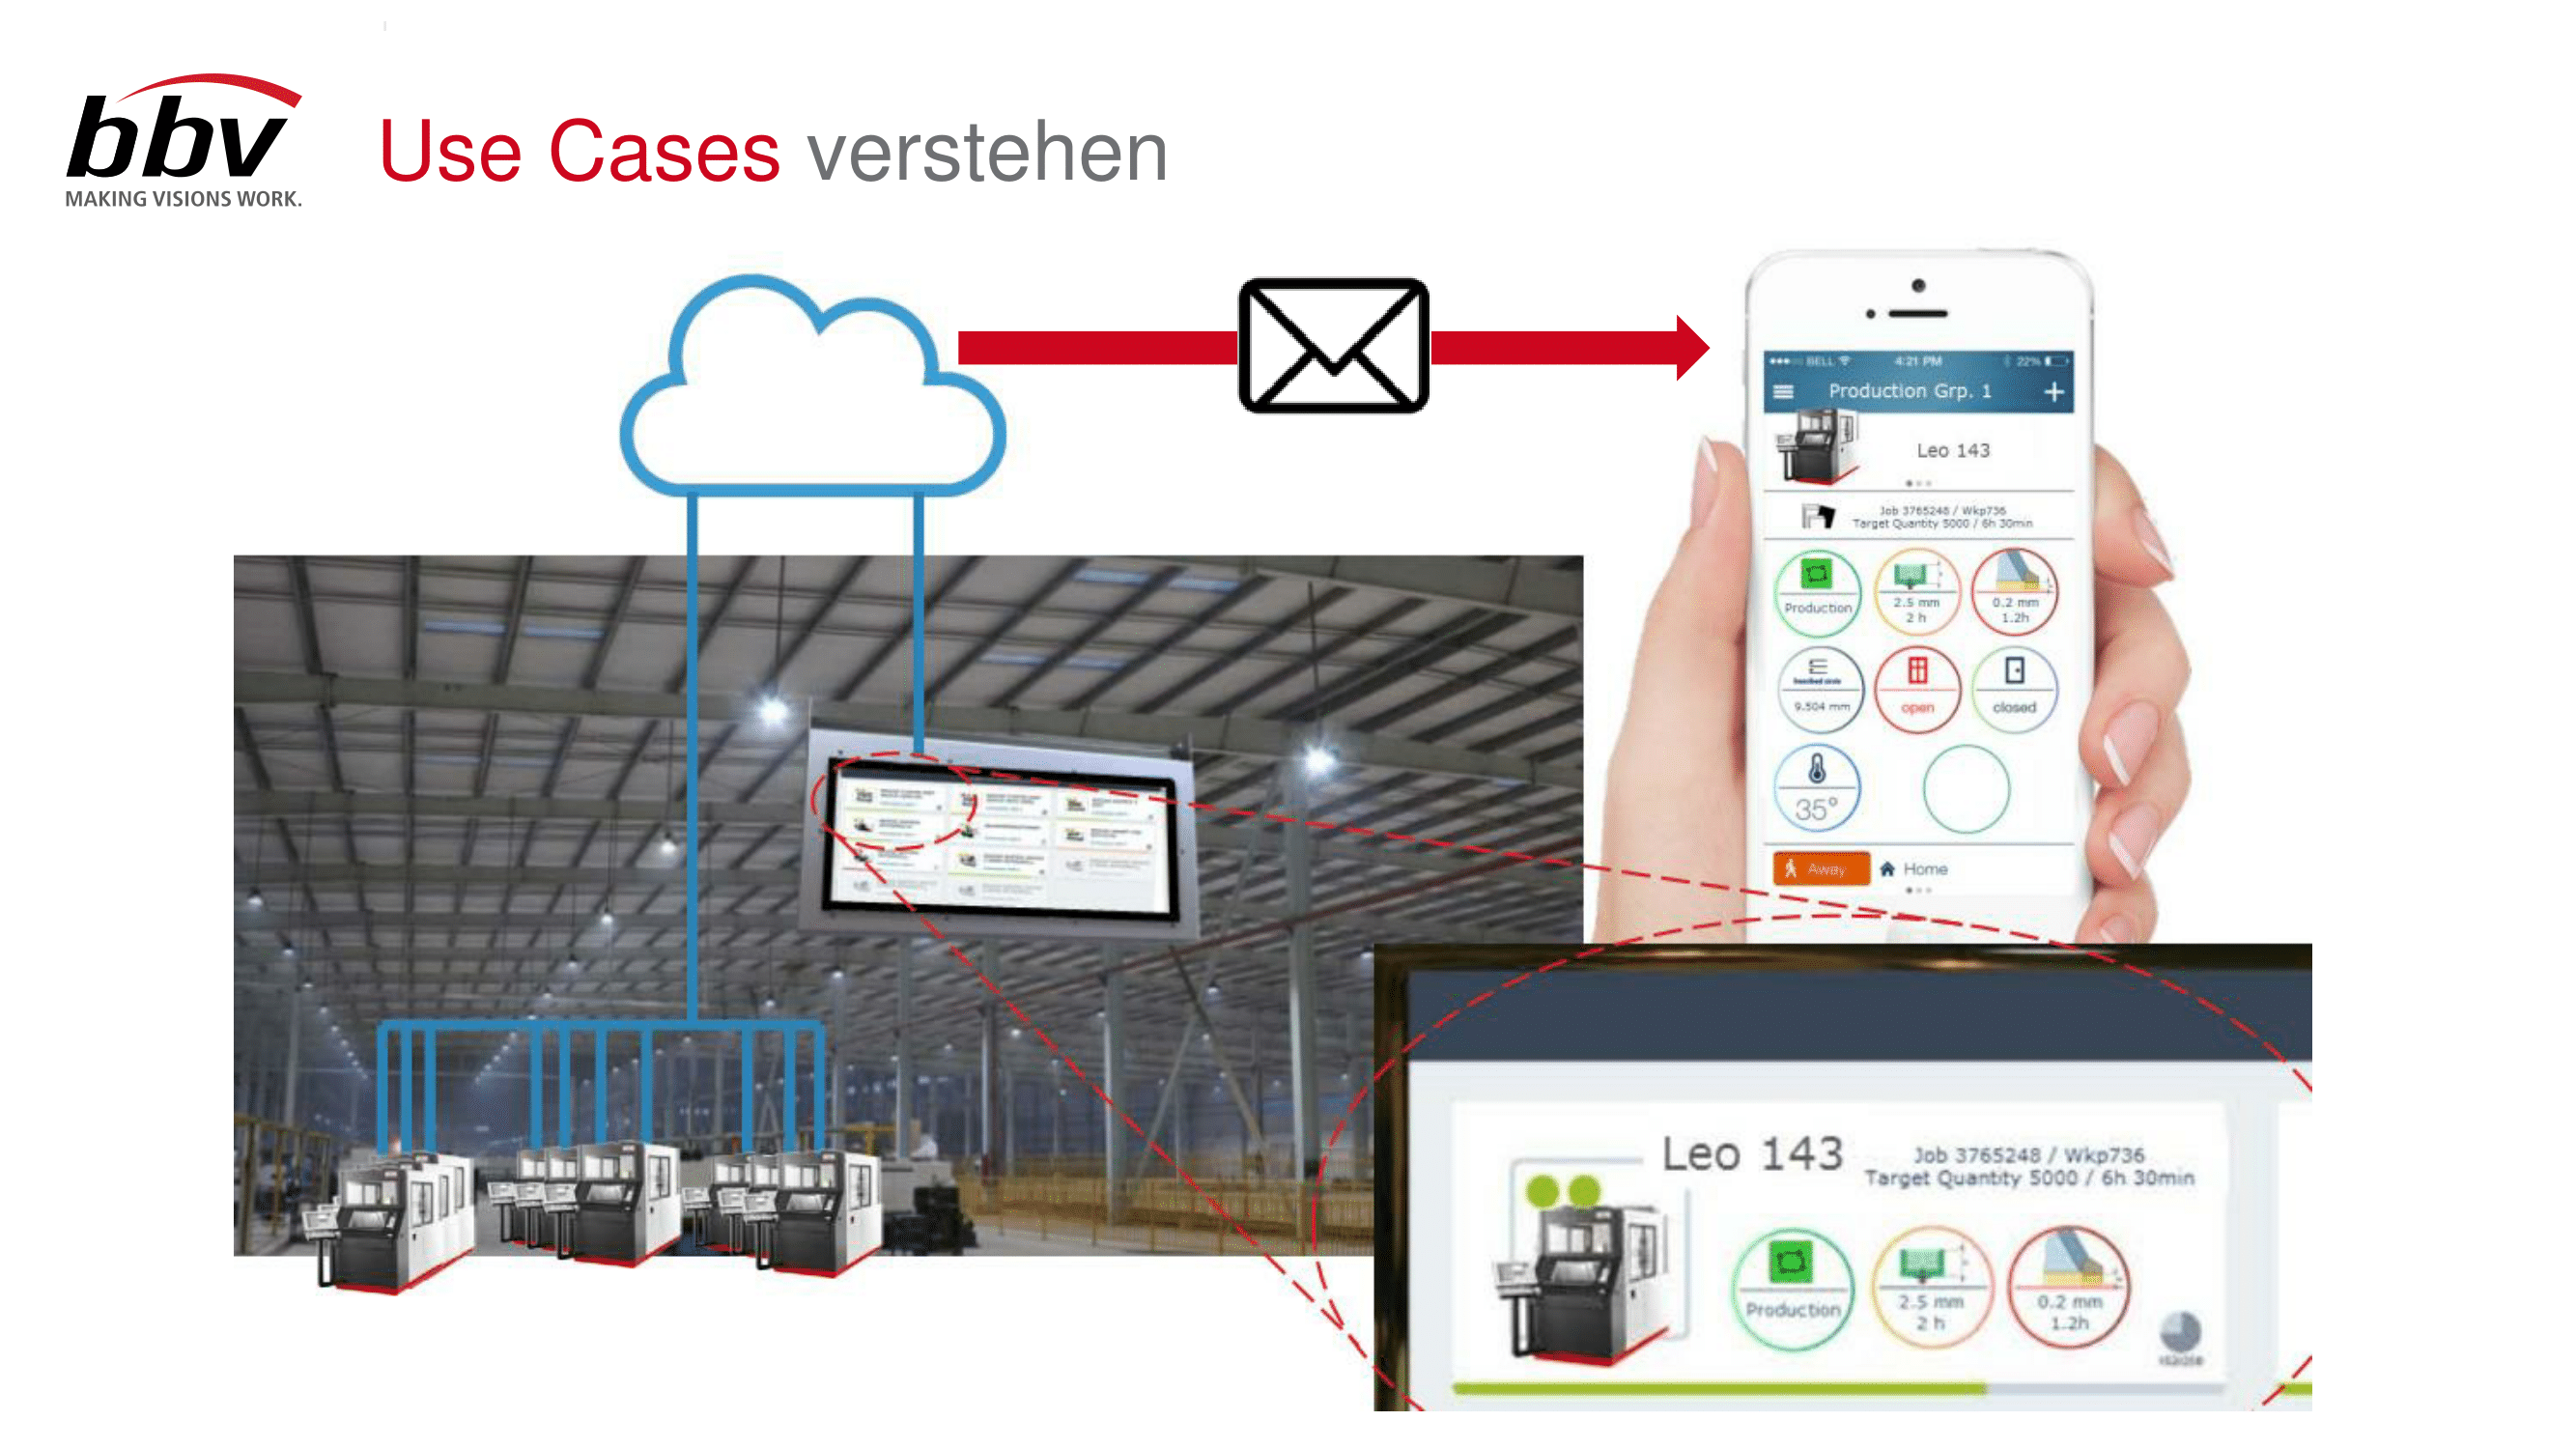 bbv
MAKING VISIONS WORK.
Use Cases verstehen
BELL 4:21 PM 22%
Production Grp. 1
Leo 143
Job 3765248 / Wkp736
Target Quantity 5000 / 6h 30min
Production
2.5 mm
2 h
0.2 mm
1.2h
9.504 mm
open
closed
35°
Away
Home
Leo 143
Job 3765248 / Wkp736
Target Quantity 5000 / 6h 30min
Production
2.5 mm
2 h
0.2 mm
1.2h